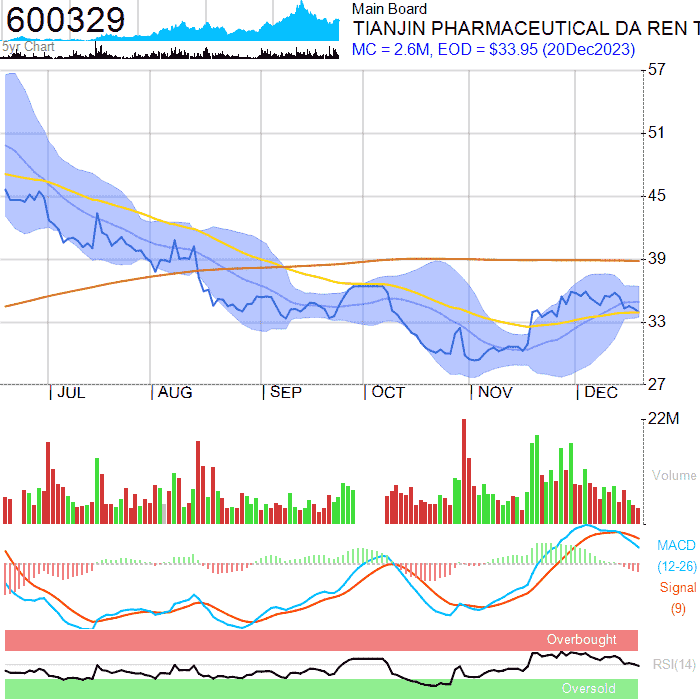 600329
5yr Chart
Main Board
TIANJIN PHARMACEUTICAL DA REN T
MC = 2.6M, EOD = $33.95 (20Dec2023)
57
51
45
39
33
27
JUL
AUG
SEP
OCT
NOV
DEC
22M
Volume
MACD
(12-26)
Signal
(9)
Overbought
RSI(14)
Oversold